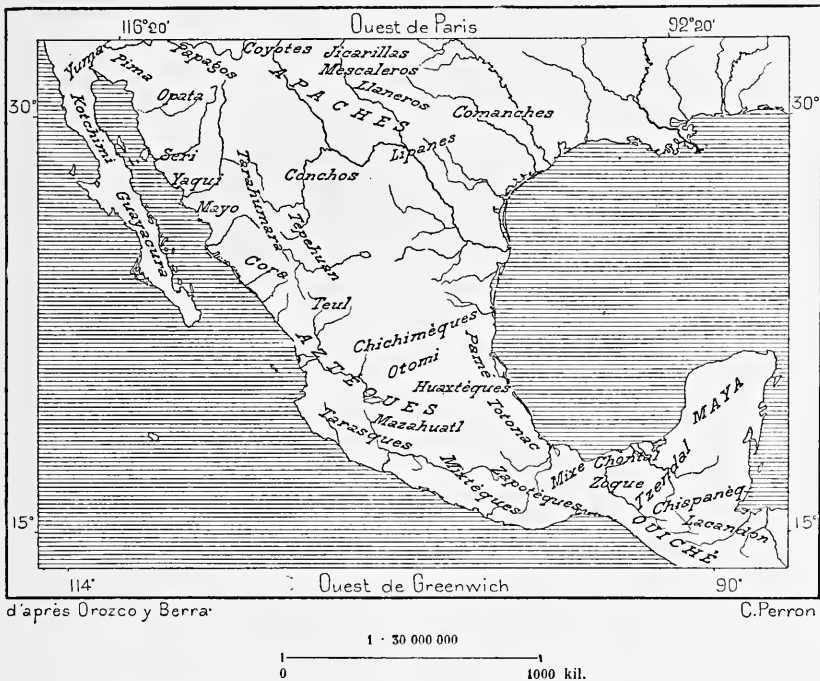 116°20' Ouest de Paris 92°20'
Yuma
Pima
Papagos
Coyotes
Jicarillas
Mescaleros
Llaneros
APACHES
Comanches
30° 30°
Opata
Kotchimi
Lipanes
Seri
Yaqui
Tarahumara
Conchos
Mayo
Guayacura
Tepehuan
Cora
Teul
Chichimèques
Pamé
Otomi
AZTÈQUES
Huaxtèques
MAYA
Totonac
Mazahuatl
Tarasques
Mixtèques
Zapotèques
Mixe
Chontal
Zoque
Tzendal
Chispanèq
Lacandon
15° 15°
QUICHÉ
114° Ouest de Greenwich 90°
d'après Orozco y Berra. C. Perron
1 : 30 000 000
0 1000 kil.